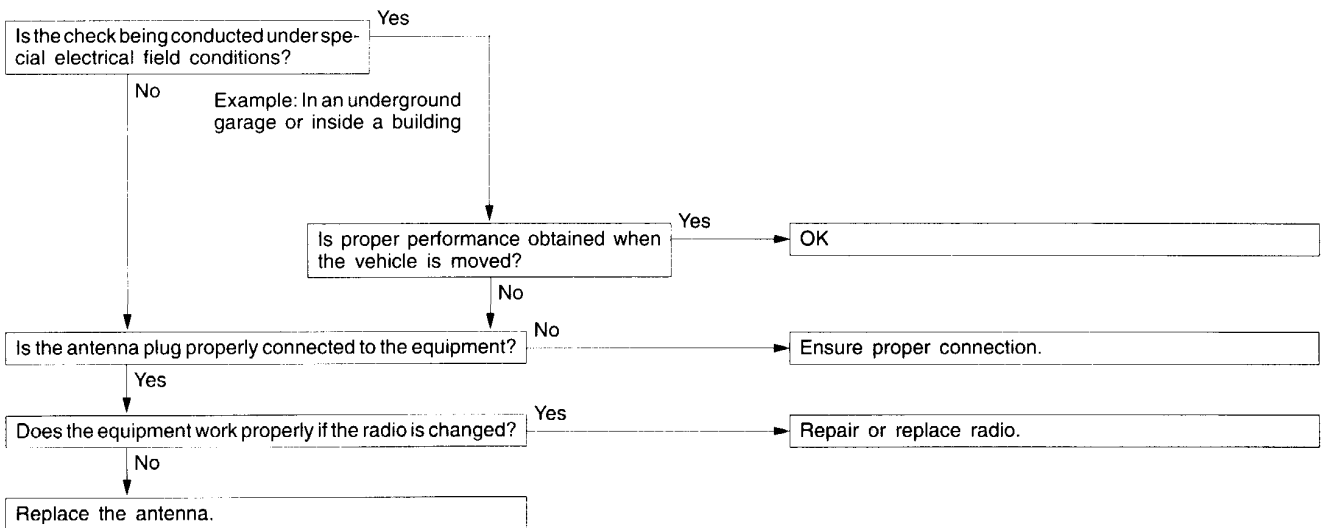 Is the check being conducted under spe-
cial electrical field conditions?
Yes
No
Example: In an underground
garage or inside a building
Is proper performance obtained when
the vehicle is moved?
Yes
OK
No
Is the antenna plug properly connected to the equipment?
No
Ensure proper connection.
Yes
Does the equipment work properly if the radio is changed?
Yes
Repair or replace radio.
No
Replace the antenna.